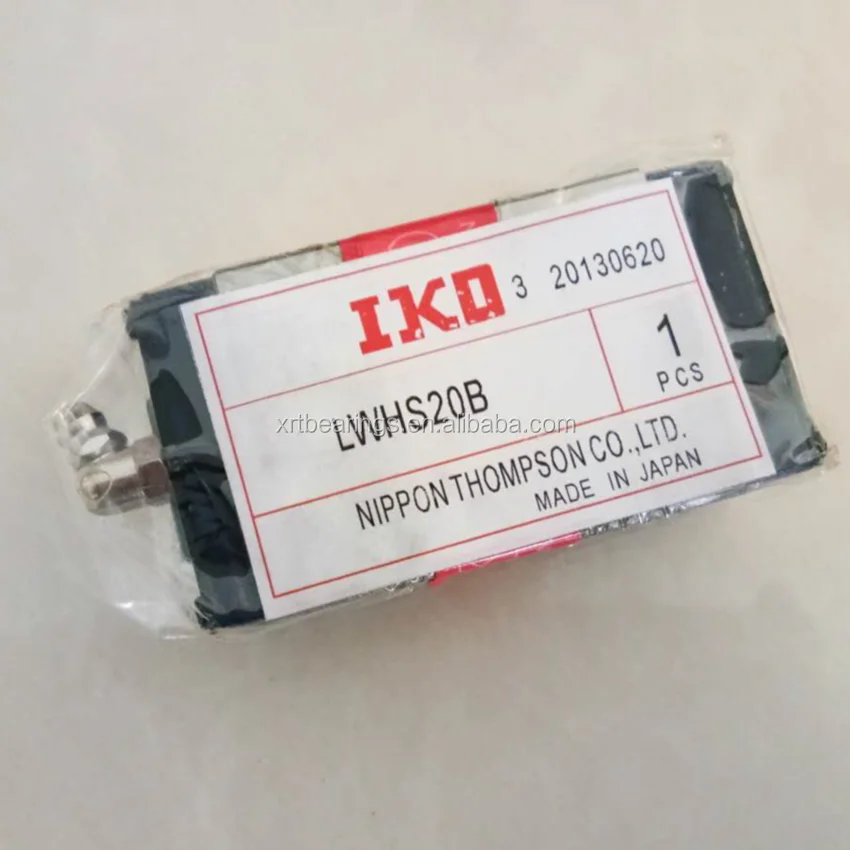 IKO 3 20130620
LWHS20B
1
PCS
xrtbearings.en.alibaba.com
NIPPON THOMPSON CO.,LTD.
MADE IN JAPAN